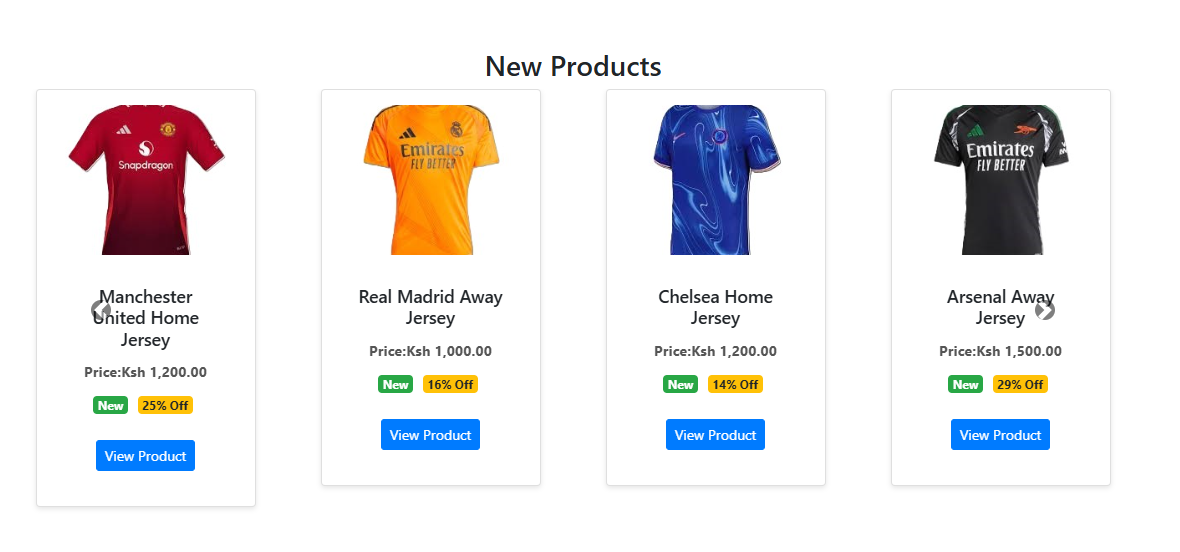 New Products
Snapdragon
Manchester
United Home
Jersey
Price:Ksh 1,200.00
New 25% Off
View Product
Emirates
FLY BETTER
Real Madrid Away
Jersey
Price:Ksh 1,000.00
New 16% Off
View Product
Chelsea Home
Jersey
Price:Ksh 1,200.00
New 14% Off
View Product
Emirates
FLY BETTER
Arsenal Away
Jersey
Price:Ksh 1,500.00
New 29% Off
View Product